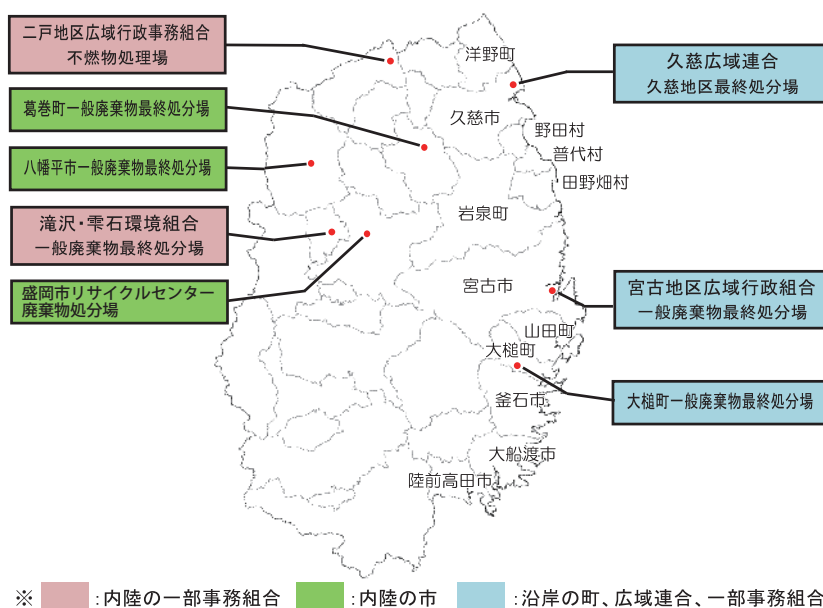 二戸地区広域行政事務組合
不燃物処理場
葛巻町一般廃棄物最終処分場
八幡平市一般廃棄物最終処分場
滝沢・雫石環境組合
一般廃棄物最終処分場
盛岡市リサイクルセンター
廃棄物処分場
久慈広域連合
久慈地区最終処分場
宮古地区広域行政組合
一般廃棄物最終処分場
大槌町一般廃棄物最終処分場
洋野町
久慈市
野田村
普代村
田野畑村
岩泉町
宮古市
山田町
大槌町
釜石市
大船渡市
陸前高田市
※ :内陸の一部事務組合 :内陸の市 :沿岸の町、広域連合、一部事務組合